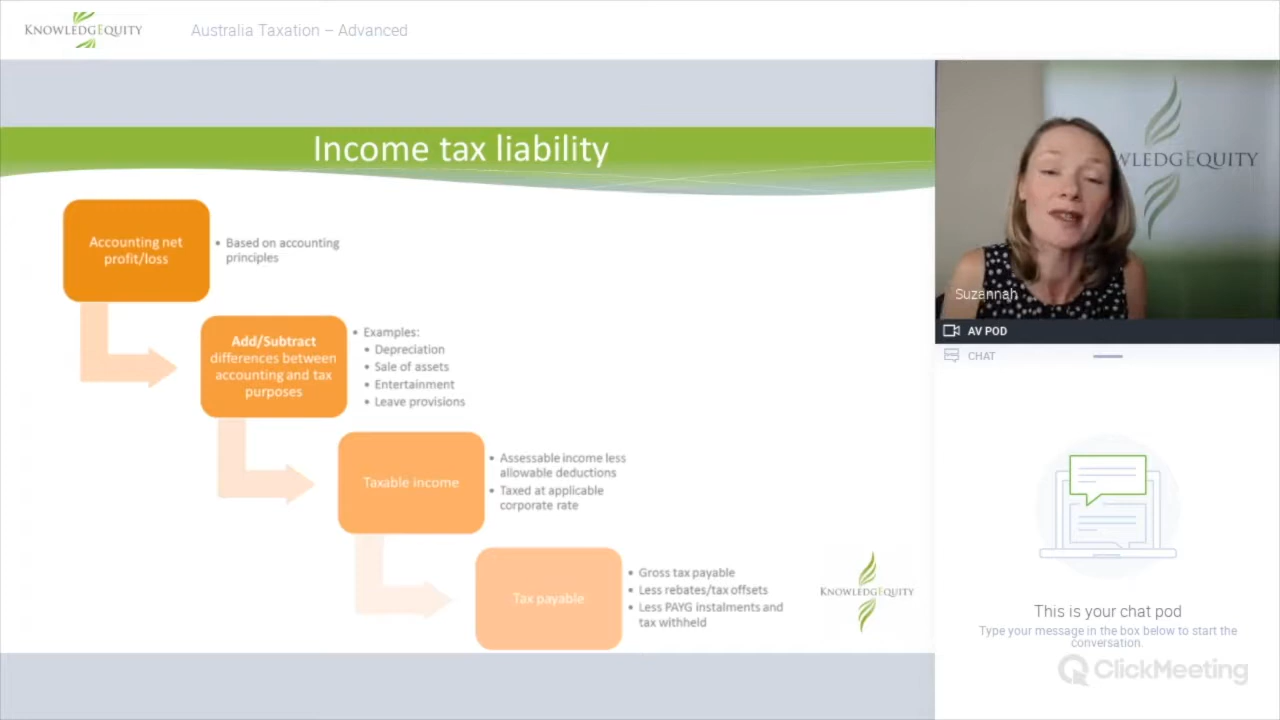 KNOWLEDGEQUITY
Australia Taxation – Advanced
Income tax liability
Accounting net
profit/loss
• Based on accounting
principles
Add/Subtract
differences between
accounting and tax
purposes
• Examples:
• Depreciation
• Sale of assets
• Entertainment
• Leave provisions
Taxable income
• Assessable income less
allowable deductions
• Taxed at applicable
corporate rate
Tax payable
• Gross tax payable
• Less rebates/tax offsets
• Less PAYG instalments and
tax withheld
KNOWLEDGEQUITY
WLEDGEQUITY
Suzannah
AV POD
CHAT
This is your chat pod
Type your message in the box below to start the
conversation.
ClickMeeting